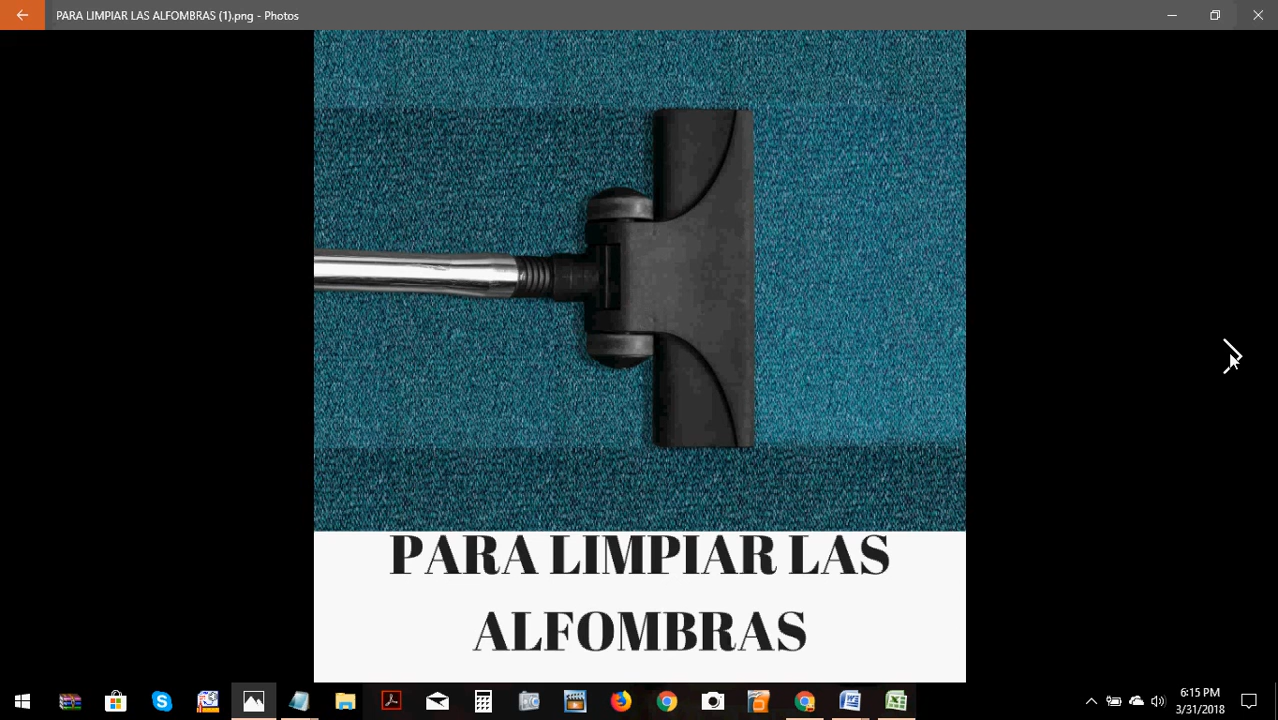 PARA LIMPIAR LAS ALFOMBRAS (1).png - Photos
PARA LIMPIAR LAS
ALFOMBRAS
6:15 PM
3/31/2018